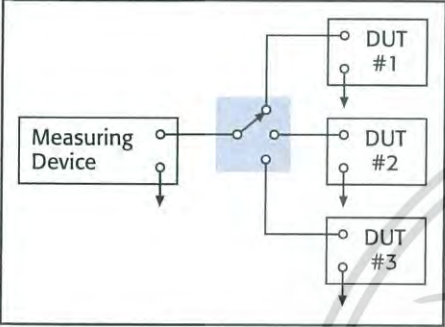 DUT
#1
Measuring
Device
DUT
#2
DUT
#3